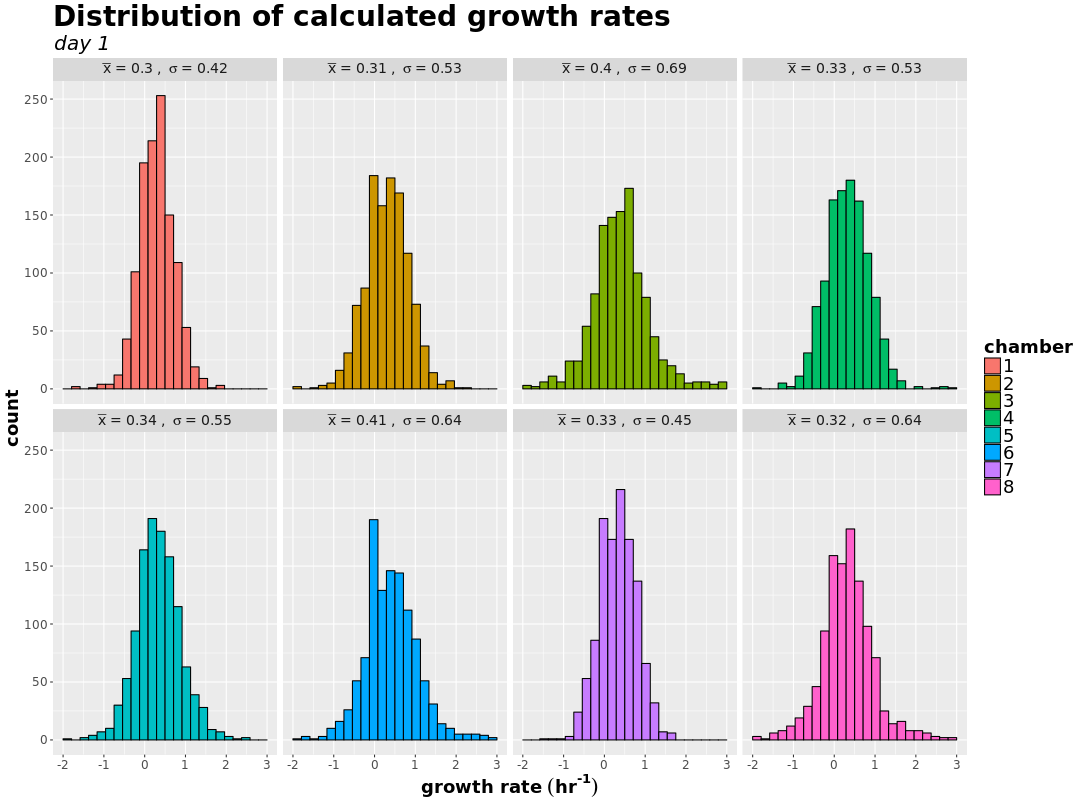 Distribution of calculated growth rates
day 1
x̅ = 0.3 , σ = 0.42
x̅ = 0.31 , σ = 0.53
x̅ = 0.4 , σ = 0.69
x̅ = 0.33 , σ = 0.53
250
200
150
100
50
0
x̅ = 0.34 , σ = 0.55
x̅ = 0.41 , σ = 0.64
x̅ = 0.33 , σ = 0.45
x̅ = 0.32 , σ = 0.64
250
200
150
100
50
0
-2 -1 0 1 2 3
-2 -1 0 1 2 3
-2 -1 0 1 2 3
-2 -1 0 1 2 3
growth rate (hr⁻¹)
count
chamber
1
2
3
4
5
6
7
8